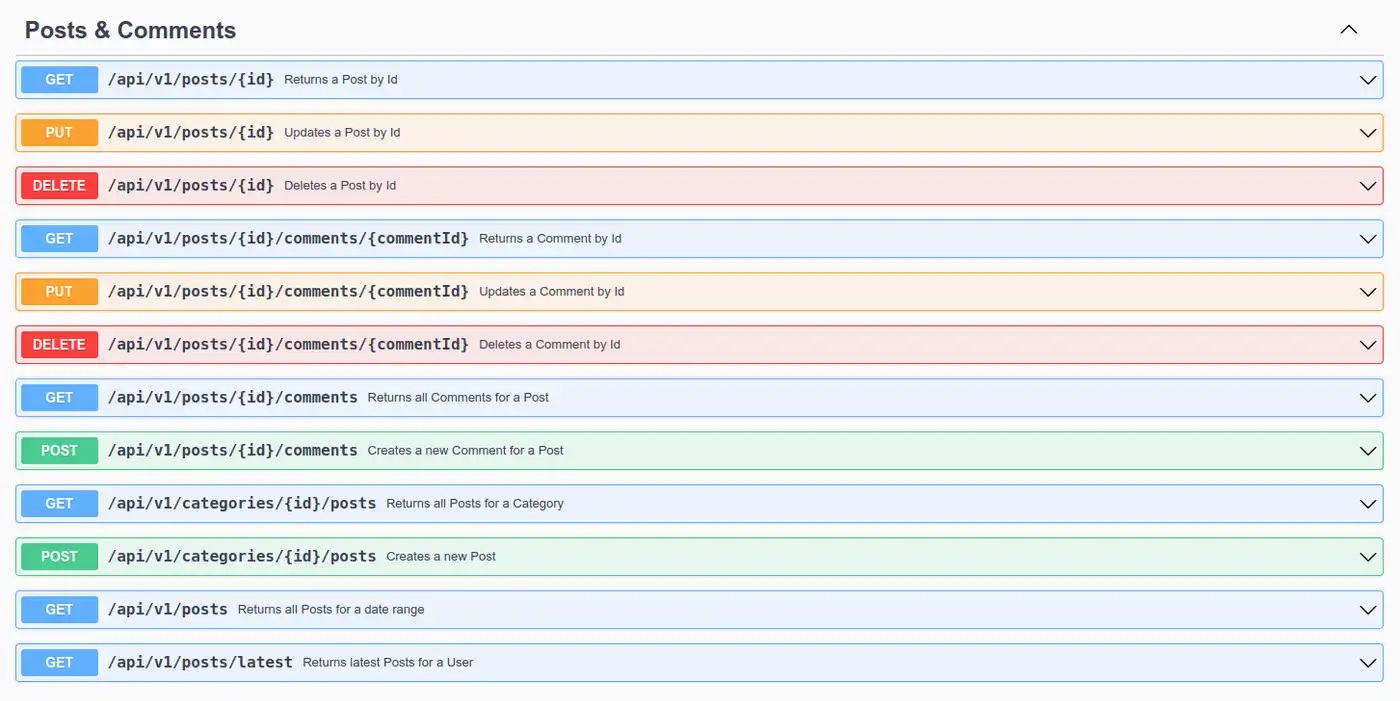 Posts & Comments
GET /api/v1/posts/{id} Returns a Post by Id
PUT /api/v1/posts/{id} Updates a Post by Id
DELETE /api/v1/posts/{id} Deletes a Post by Id
GET /api/v1/posts/{id}/comments/{commentId} Returns a Comment by Id
PUT /api/v1/posts/{id}/comments/{commentId} Updates a Comment by Id
DELETE /api/v1/posts/{id}/comments/{commentId} Deletes a Comment by Id
GET /api/v1/posts/{id}/comments Returns all Comments for a Post
POST /api/v1/posts/{id}/comments Creates a new Comment for a Post
GET /api/v1/categories/{id}/posts Returns all Posts for a Category
POST /api/v1/categories/{id}/posts Creates a new Post
GET /api/v1/posts Returns all Posts for a date range
GET /api/v1/posts/latest Returns latest Posts for a User